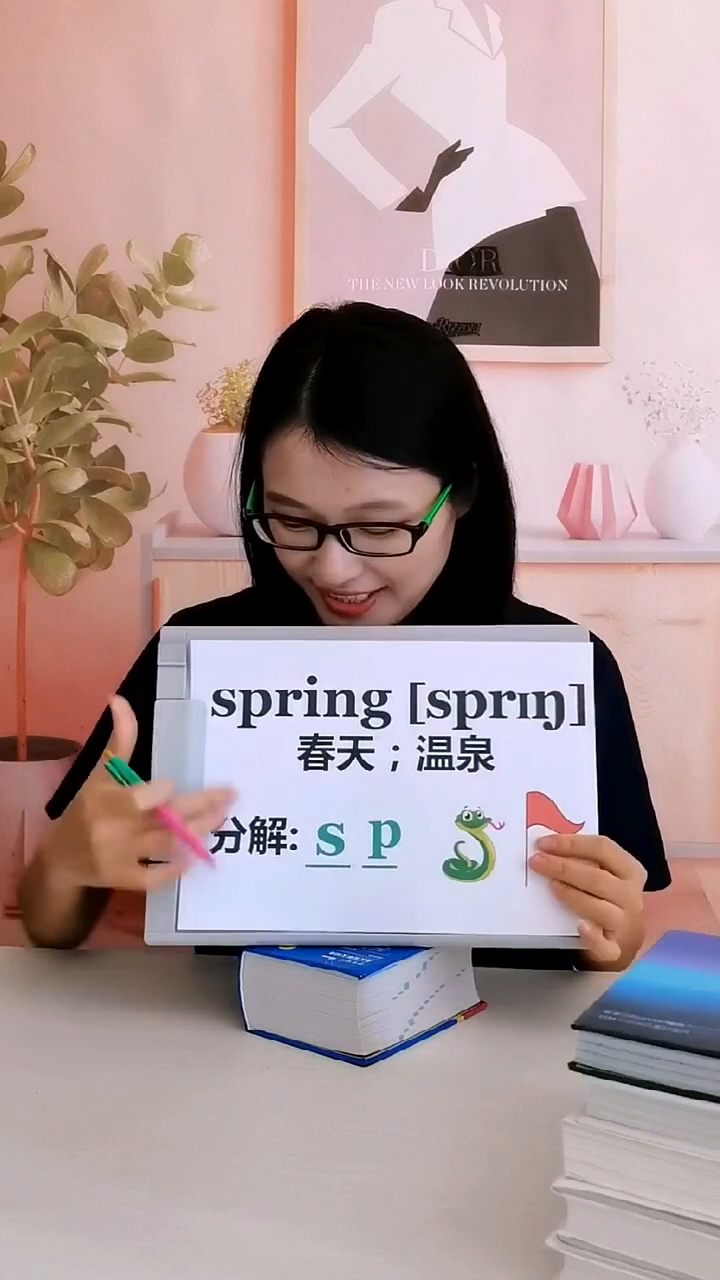 DIOR
THE NEW LOOK REVOLUTION
spring [sprɪŋ]
春天；温泉
分解: s p